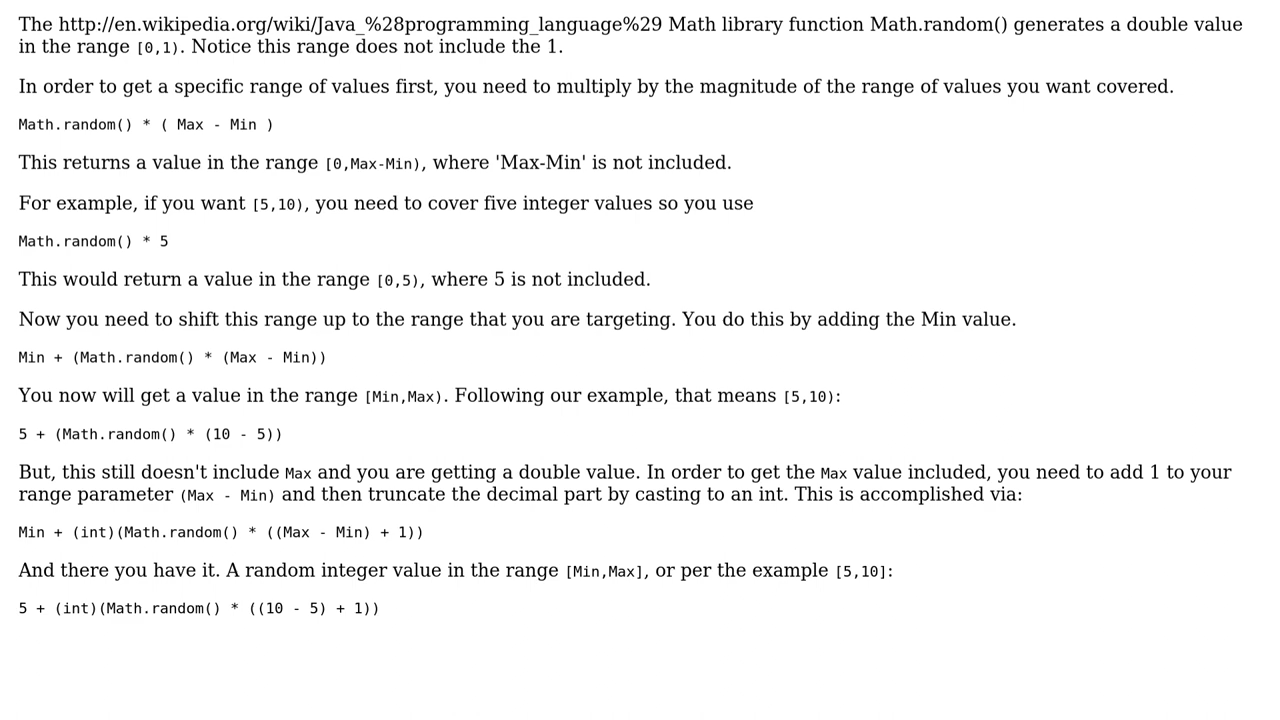 The http://en.wikipedia.org/wiki/Java_%28programming_language%29 Math library function Math.random() generates a double value
in the range [0,1). Notice this range does not include the 1.
In order to get a specific range of values first, you need to multiply by the magnitude of the range of values you want covered.
Math.random() * ( Max - Min )
This returns a value in the range [0,Max-Min), where 'Max-Min' is not included.
For example, if you want [5,10), you need to cover five integer values so you use
Math.random() * 5
This would return a value in the range [0,5), where 5 is not included.
Now you need to shift this range up to the range that you are targeting. You do this by adding the Min value.
Min + (Math.random() * (Max - Min))
You now will get a value in the range [Min,Max). Following our example, that means [5,10):
5 + (Math.random() * (10 - 5))
But, this still doesn't include Max and you are getting a double value. In order to get the Max value included, you need to add 1 to your
range parameter (Max - Min) and then truncate the decimal part by casting to an int. This is accomplished via:
Min + (int)(Math.random() * ((Max - Min) + 1))
And there you have it. A random integer value in the range [Min,Max], or per the example [5,10]:
5 + (int)(Math.random() * ((10 - 5) + 1))